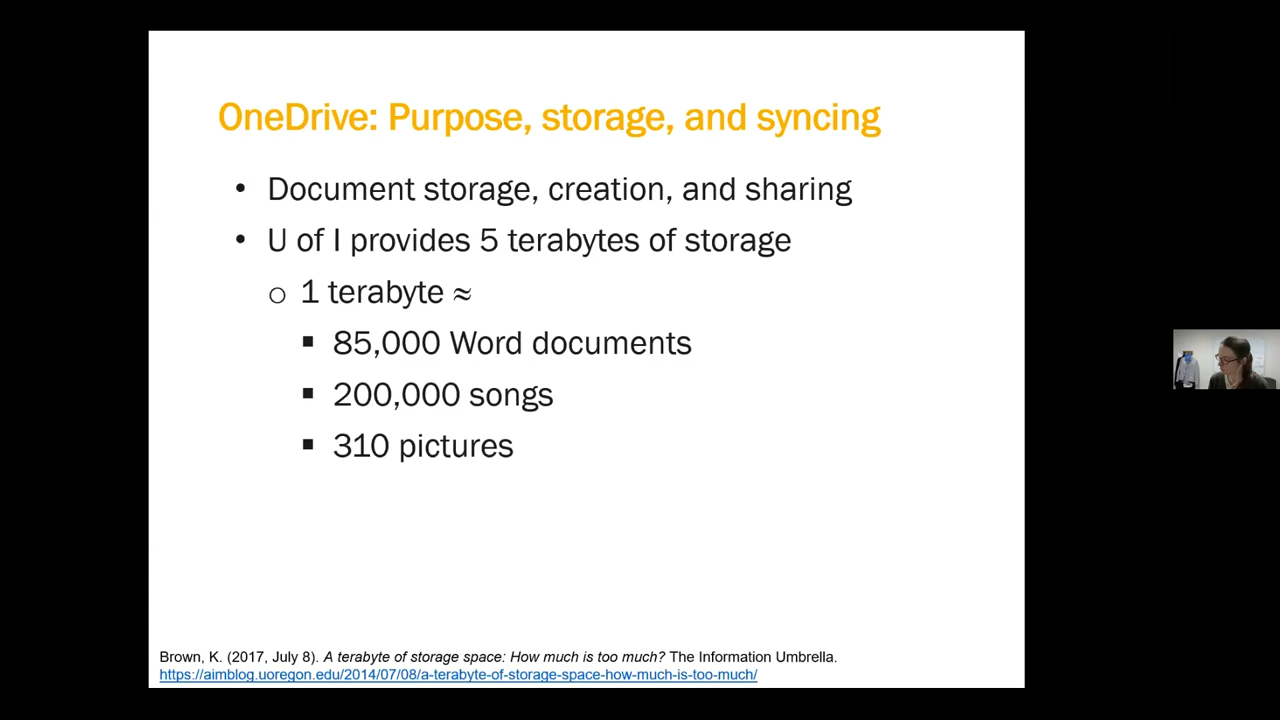 OneDrive: Purpose, storage, and syncing
• Document storage, creation, and sharing
• U of I provides 5 terabytes of storage
o 1 terabyte ≈
▪ 85,000 Word documents
▪ 200,000 songs
▪ 310 pictures
Brown, K. (2017, July 8). A terabyte of storage space: How much is too much? The Information Umbrella.
https://aimblog.uoregon.edu/2014/07/08/a-terabyte-of-storage-space-how-much-is-too-much/